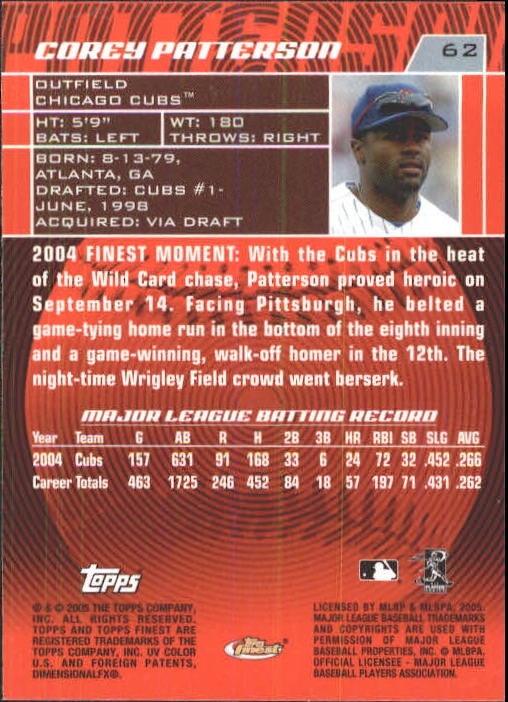 COREY PATTERSON
62
OUTFIELD
CHICAGO CUBS™
HT: 5'9" WT: 180
BATS: LEFT THROWS: RIGHT
BORN: 8-13-79,
ATLANTA, GA
DRAFTED: CUBS #1-
JUNE, 1998
ACQUIRED: VIA DRAFT
2004 FINEST MOMENT: With the Cubs in the heat
of the Wild Card chase, Patterson proved heroic on
September 14. Facing Pittsburgh, he belted a
game-tying home run in the bottom of the eighth inning
and a game-winning, walk-off homer in the 12th. The
night-time Wrigley Field crowd went berserk.
MAJOR LEAGUE BATTING RECORD
Year Team G AB R H 2B 3B HR RBI SB SLG AVG
2004 Cubs 157 631 91 168 33 6 24 72 32 .452 .266
Career Totals 463 1725 246 452 84 18 57 197 71 .431 .262
topps
® & © 2005 THE TOPPS COMPANY,
INC. ALL RIGHTS RESERVED.
TOPPS AND TOPPS FINEST ARE
REGISTERED TRADEMARKS OF THE
TOPPS COMPANY, INC. UV COLOR
U.S. AND FOREIGN PATENTS,
DIMENSIONALFX®.
Topps
finest
LICENSED BY MLBP & MLBPA, 2005.
MAJOR LEAGUE BASEBALL TRADEMARKS
AND COPYRIGHTS ARE USED WITH
PERMISSION OF MAJOR LEAGUE
BASEBALL PROPERTIES, INC. © MLBPA.
OFFICIAL LICENSEE - MAJOR LEAGUE
BASEBALL PLAYERS ASSOCIATION.